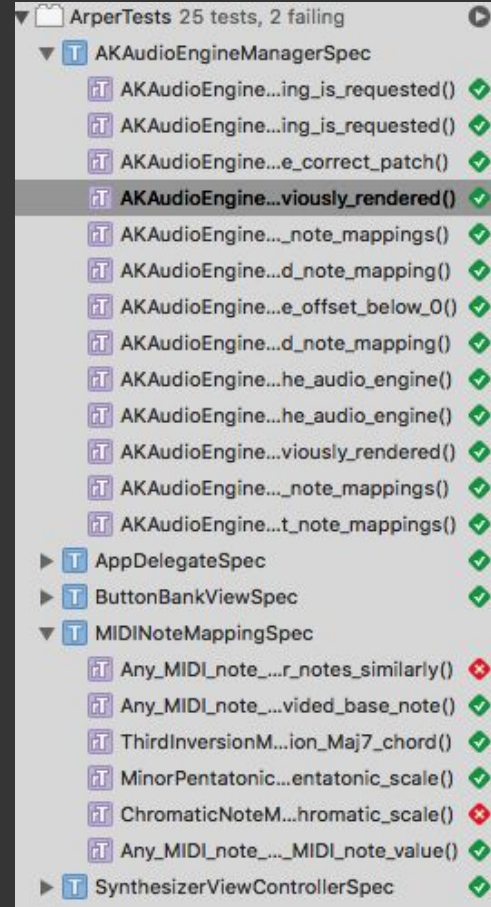 ArperTests 25 tests, 2 failing
T AKAudioEngineManagerSpec
AKAudioEngine...ing_is_requested()
AKAudioEngine...ing_is_requested()
AKAudioEngine...e_correct_patch()
AKAudioEngine...viously_rendered()
AKAudioEngine..._note_mappings()
AKAudioEngine...d_note_mapping()
AKAudioEngine...e_offset_below_0()
AKAudioEngine...d_note_mapping()
AKAudioEngine...he_audio_engine()
AKAudioEngine...he_audio_engine()
AKAudioEngine...viously_rendered()
AKAudioEngine..._note_mappings()
AKAudioEngine...t_note_mappings()
T AppDelegateSpec
T ButtonBankViewSpec
T MIDINoteMappingSpec
Any_MIDI_note_...r_notes_similarly()
Any_MIDI_note_...vided_base_note()
ThirdInversionM...ion_Maj7_chord()
MinorPentatonic...entatonic_scale()
ChromaticNoteM...hromatic_scale()
Any_MIDI_note_..._MIDI_note_value()
T SynthesizerViewControllerSpec